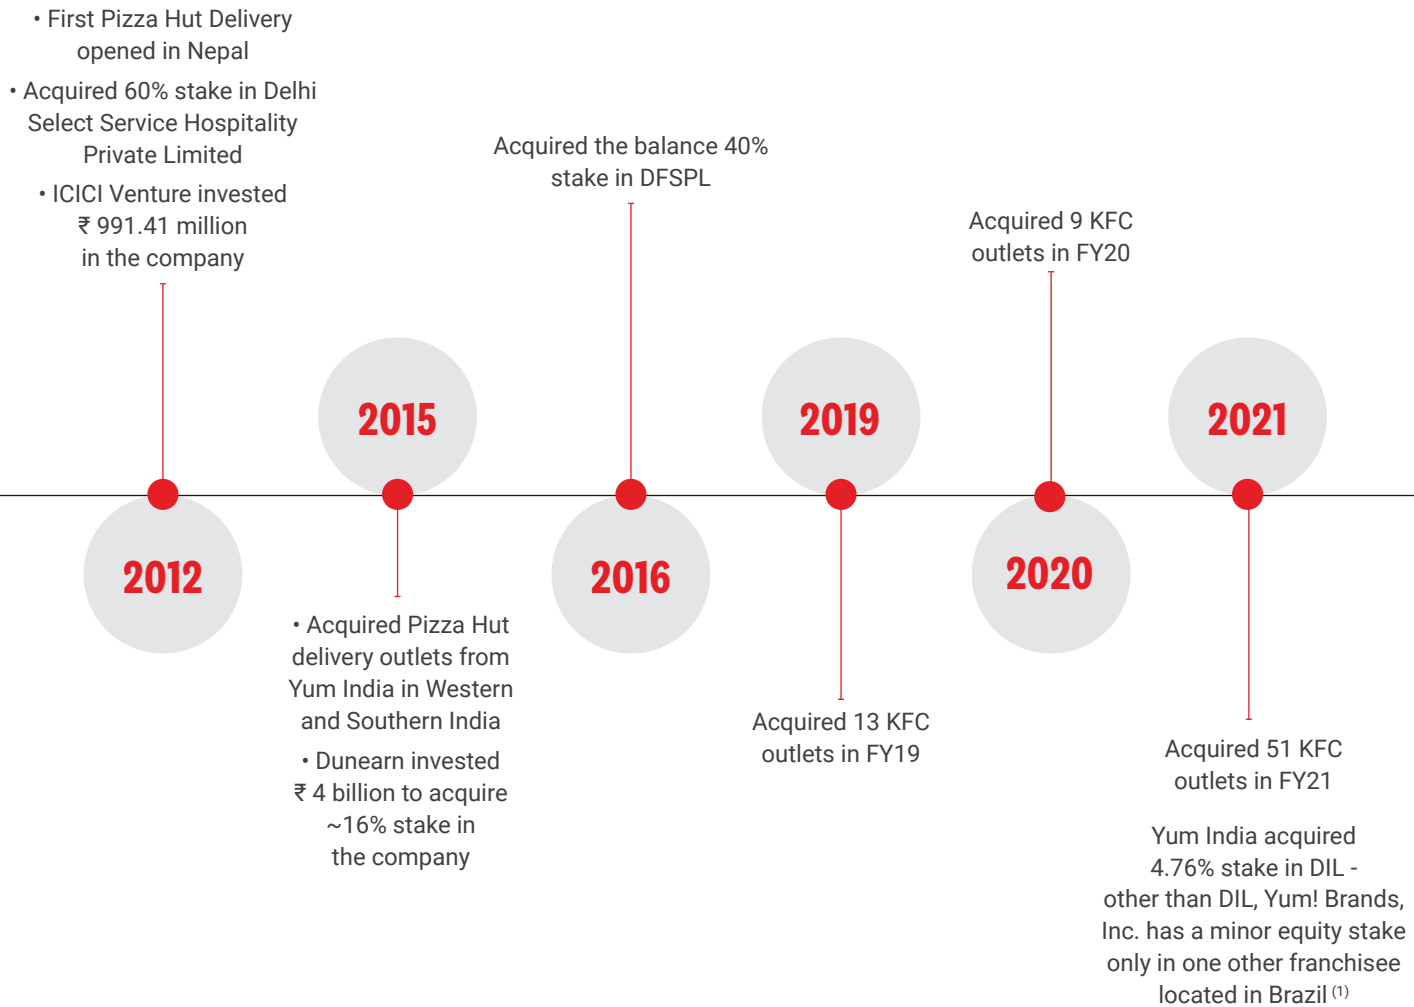 • First Pizza Hut Delivery
opened in Nepal
• Acquired 60% stake in Delhi
Select Service Hospitality
Private Limited
• ICICI Venture invested
₹ 991.41 million
in the company
2012
2015
• Acquired Pizza Hut
delivery outlets from
Yum India in Western
and Southern India
• Dunearn invested
₹ 4 billion to acquire
~16% stake in
the company
Acquired the balance 40%
stake in DFSPL
2016
2019
Acquired 13 KFC
outlets in FY19
Acquired 9 KFC
outlets in FY20
2020
2021
Acquired 51 KFC
outlets in FY21
Yum India acquired
4.76% stake in DIL -
other than DIL, Yum! Brands,
Inc. has a minor equity stake
only in one other franchisee
located in Brazil (1)